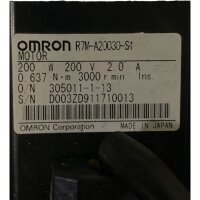 OMRON R7M-A20030-S1
MOTOR
200 W 200 V 2.0 A
0.637 N·m 3000r/min Ins.
O/N 305011-1-13
S/N D003ZD911710013
OMRON Corporation MADE IN JAPAN